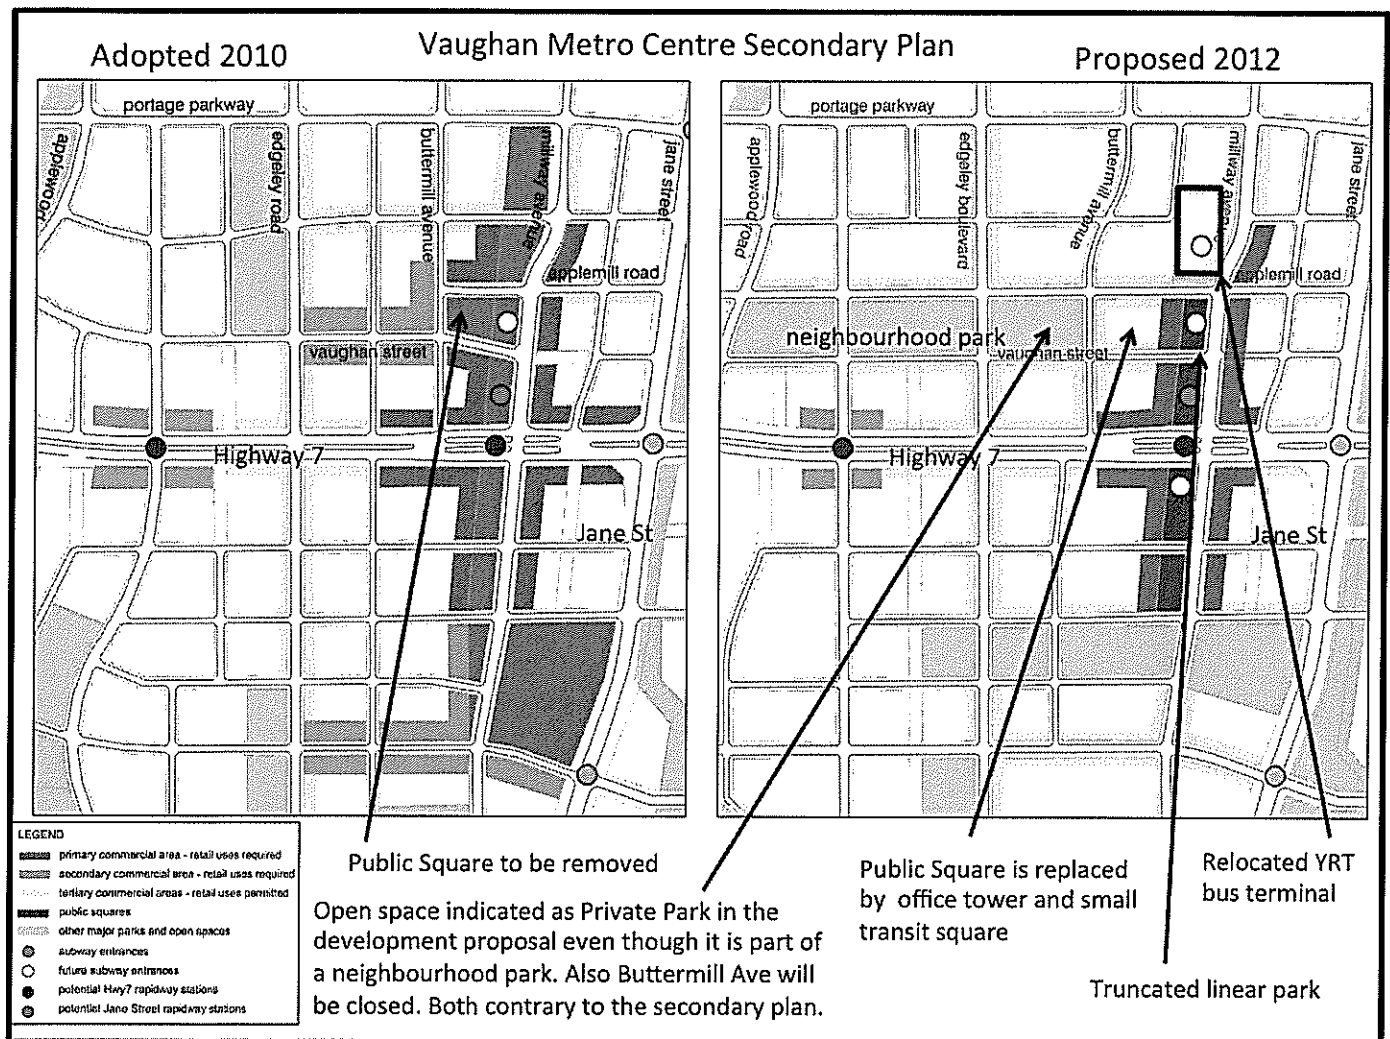 Vaughan Metro Centre Secondary Plan
Adopted 2010
Proposed 2012
portage parkway
applewood
edgeley road
buttermill avenue
millway avenue
jane street
applemill road
vaughan street
Highway 7
Jane St
portage parkway
applewood road
edgeley boulevard
buttermill avenue
millway avenue
jane street
applemill road
neighbourhood park
vaughan street
Highway 7
Jane St
LEGEND
primary commercial area - retail uses required
secondary commercial area - retail uses required
tertiary commercial areas - retail uses permitted
public squares
other major parks and open spaces
subway entrances
future subway entrances
potential Hwy7 rapidway stations
potential Jane Street rapidway stations
Public Square to be removed
Open space indicated as Private Park in the
development proposal even though it is part of
a neighbourhood park. Also Buttermill Ave will
be closed. Both contrary to the secondary plan.
Public Square is replaced
by office tower and small
transit square
Relocated YRT
bus terminal
Truncated linear park